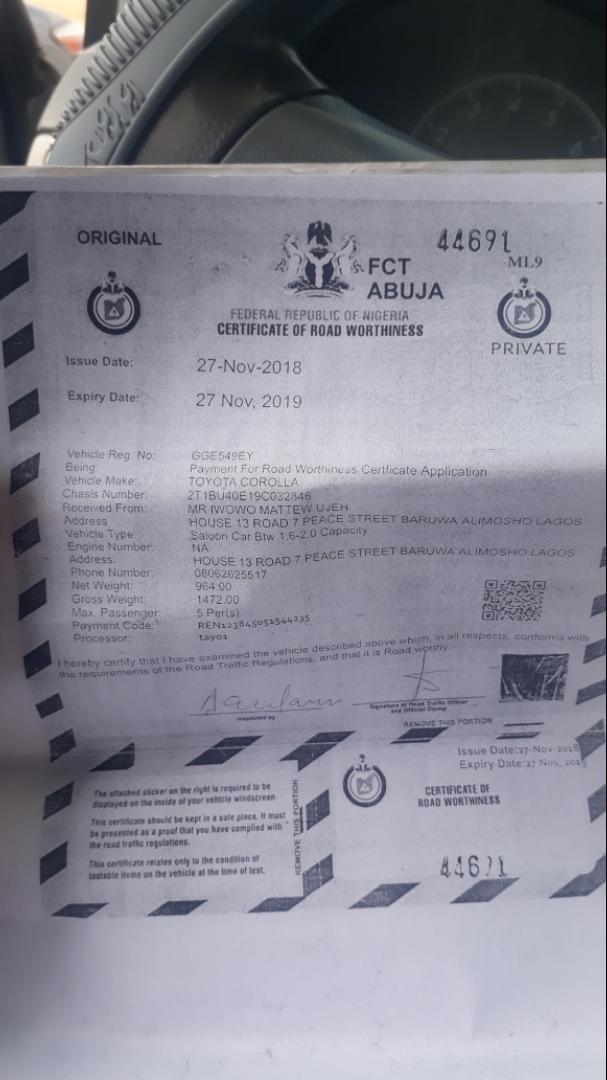 ORIGINAL
44691
ML9
FCT
ABUJA
FEDERAL REPUBLIC OF NIGERIA
CERTIFICATE OF ROAD WORTHINESS
PRIVATE
Issue Date: 27-Nov-2018
Expiry Date: 27 Nov, 2019
Vehicle Reg. No: GGE549EY
Being: Payment For Road Worthiness Certficate Application
Vehicle Make: TOYOTA COROLLA
Chasis Number: 2T1BU40E19C032846
Received From: MR IWOWO MATTEW UJEH
Address HOUSE 13 ROAD 7 PEACE STREET BARUWA ALIMOSHO LAGOS
Vehicle Type: Saloon Car Btw 1.6-2.0 Capacity
Engine Number: NA
Address: HOUSE 13 ROAD 7 PEACE STREET BARUWA ALIMOSHO LAGOS
Phone Number: 08062625517
Net Weight: 964.00
Gross Weight: 1472.00
Max. Passenger: 5 Per(s)
Payment Code: REN123845051544235
Processor: tayo1
I hereby certify that I have examined the vehicle described above which, in all respects, conforms with
the requirements of the Road Traffic Regulations, and that it is Road worthy.
Inspected by
Signature of Road Traffic Officer
and Official Stamp
REMOVE THIS PORTION
Issue Date:27-Nov-2018
Expiry Date:27 Nov, 2019
The attached sticker on the right is required to be
displayed on the inside of your vehicle windscreen
This certificate should be kept in a safe place. It must
be presented as a proof that you have complied with
the road traffic regulations.
This certificate relates only to the condition of
testable items on the vehicle at the time of test.
REMOVE THIS PORTION
CERTIFICATE OF
ROAD WORTHINESS
44671